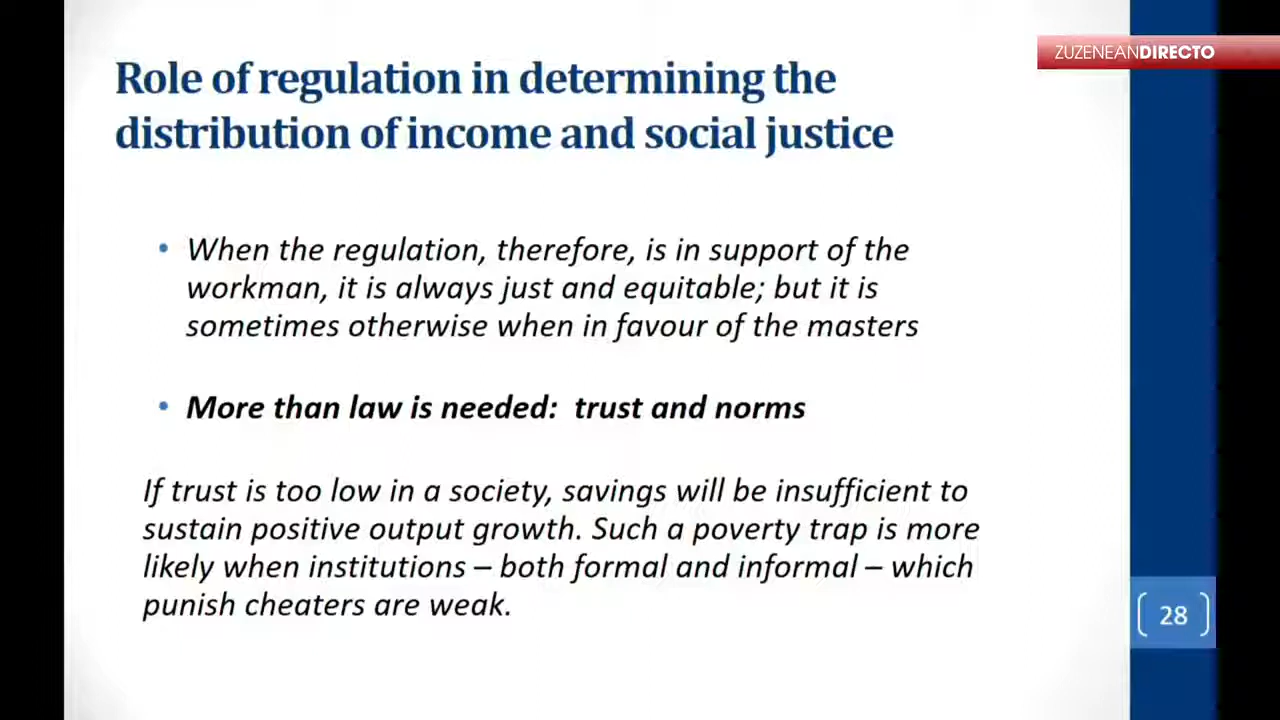 ZUZENEANDIRECTO
Role of regulation in determining the
distribution of income and social justice
• When the regulation, therefore, is in support of the
workman, it is always just and equitable; but it is
sometimes otherwise when in favour of the masters
• More than law is needed: trust and norms
If trust is too low in a society, savings will be insufficient to
sustain positive output growth. Such a poverty trap is more
likely when institutions – both formal and informal – which
punish cheaters are weak.
28